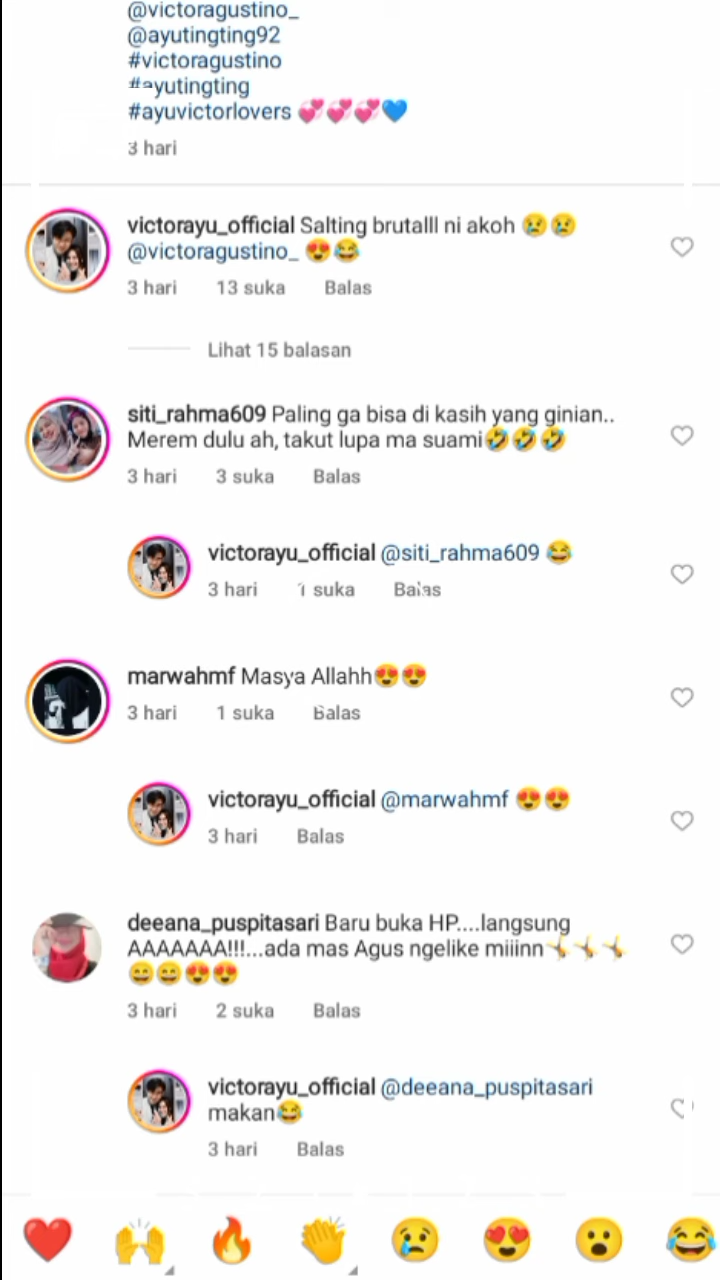 @victoragustino_
@ayutingting92
#victoragustino
#ayutingting
#ayuvictorlovers 💞💞💞💙
3 hari
victorayu_official Salting brutalll ni akoh 😢😢
@victoragustino_ 😍😂
3 hari 13 suka Balas
Lihat 15 balasan
siti_rahma609 Paling ga bisa di kasih yang ginian..
Merem dulu ah, takut lupa ma suami🤣🤣🤣
3 hari 3 suka Balas
victorayu_official @siti_rahma609 😂
3 hari 1 suka Balas
marwahmf Masya Allahh😍😍
3 hari 1 suka Balas
victorayu_official @marwahmf 😍😍
3 hari Balas
deeana_puspitasari Baru buka HP....langsung
AAAAAAA!!!...ada mas Agus ngelike miiinn🤸🤸🤸
😄😄😍😍
3 hari 2 suka Balas
victorayu_official @deeana_puspitasari
makan😂
3 hari Balas